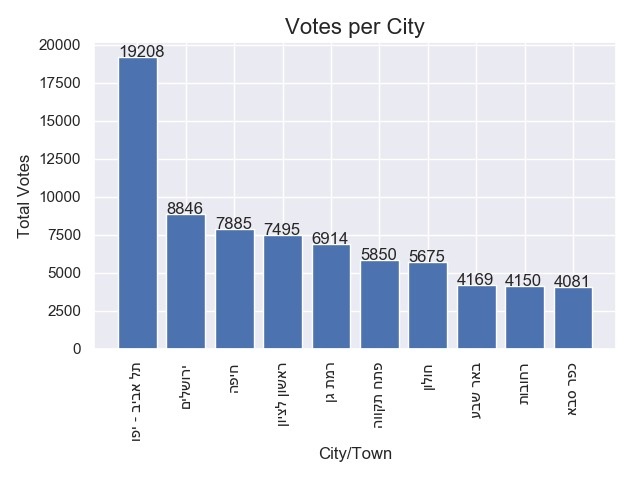 Votes per City
Total Votes
20000
17500
15000
12500
10000
7500
5000
2500
0
19208
8846
7885
7495
6914
5850
5675
4169
4150
4081
תל אביב - יפו
ירושלים
חיפה
ראשון לציון
רמת גן
פתח תקווה
חולון
באר שבע
רחובות
כפר סבא
City/Town